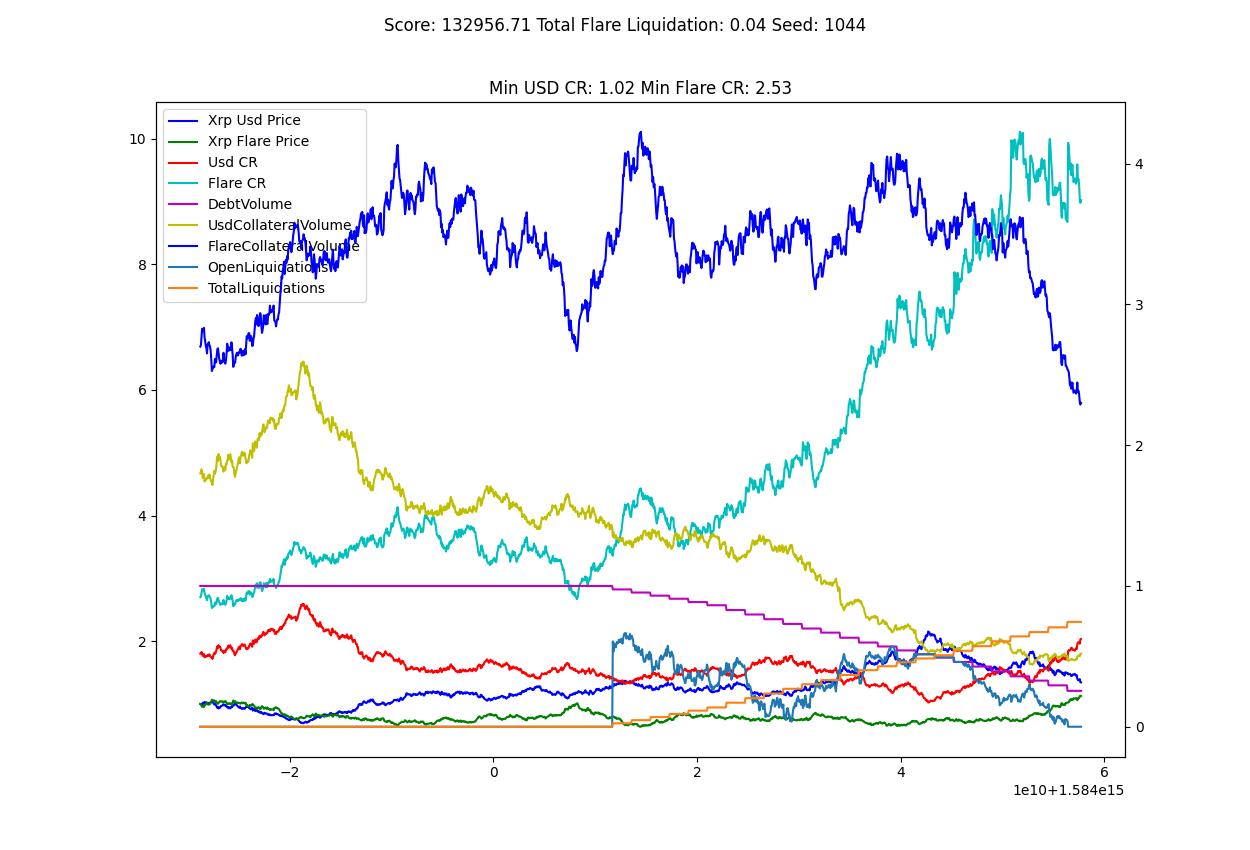 Score: 132956.71 Total Flare Liquidation: 0.04 Seed: 1044
Min USD CR: 1.02 Min Flare CR: 2.53
Xrp Usd Price
Xrp Flare Price
Usd CR
Flare CR
DebtVolume
UsdCollateralVolume
FlareCollateralVolume
OpenLiquidations
TotalLiquidations
10
8
6
4
2
4
3
2
1
0
−2
0
2
4
6
1e10+1.584e15